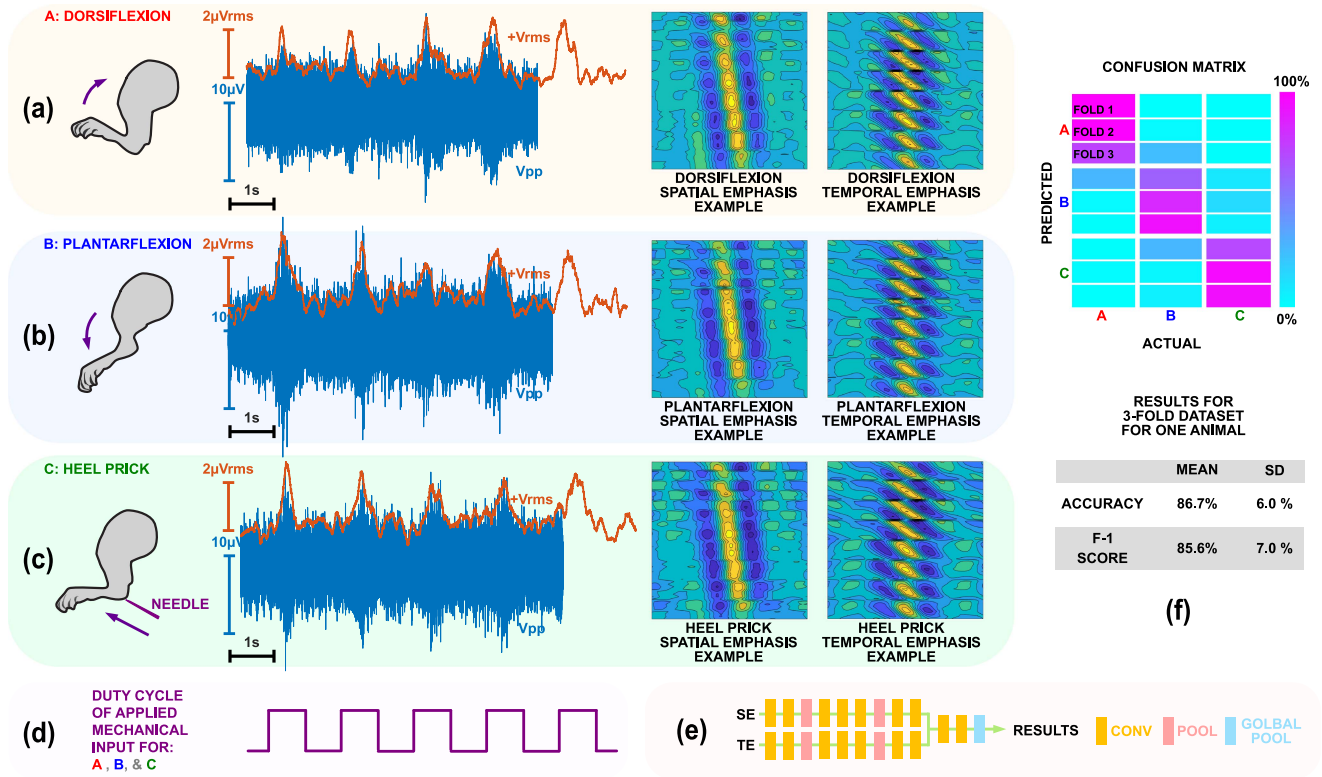 A: DORSIFLEXION
(a)
2µVrms
+Vrms
10µV
Vpp
1s
DORSIFLEXION
SPATIAL EMPHASIS
EXAMPLE
DORSIFLEXION
TEMPORAL EMPHASIS
EXAMPLE
B: PLANTARFLEXION
(b)
2µVrms
+Vrms
10
Vpp
1s
PLANTARFLEXION
SPATIAL EMPHASIS
EXAMPLE
PLANTARFLEXION
TEMPORAL EMPHASIS
EXAMPLE
C: HEEL PRICK
(c)
NEEDLE
2µVrms
+Vrms
10µV
Vpp
1s
HEEL PRICK
SPATIAL EMPHASIS
EXAMPLE
HEEL PRICK
TEMPORAL EMPHASIS
EXAMPLE
(d)
DUTY CYCLE
OF APPLIED
MECHANICAL
INPUT FOR:
A , B, & C
(e)
SE
TE
RESULTS
CONV
POOL
GOLBAL
POOL
CONFUSION MATRIX
100%
FOLD 1
FOLD 2
FOLD 3
A
B
C
PREDICTED
0%
A B C
ACTUAL
RESULTS FOR
3-FOLD DATASET
FOR ONE ANIMAL
MEAN SD
ACCURACY 86.7% 6.0 %
F-1
SCORE 85.6% 7.0 %
(f)